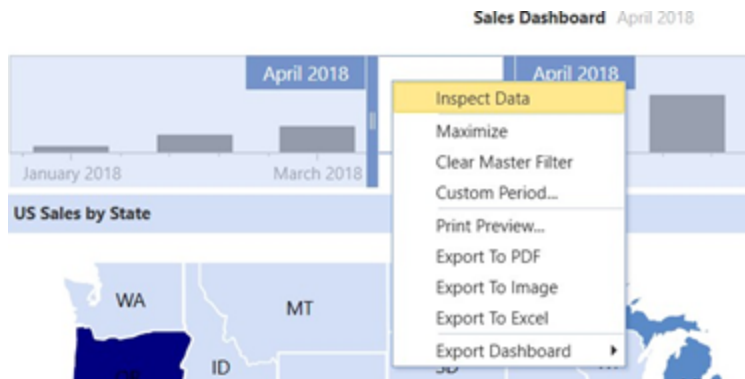 Sales Dashboard April 2018
April 2018
April 2018
January 2018
March 2018
Inspect Data
Maximize
Clear Master Filter
Custom Period...
Print Preview...
Export To PDF
Export To Image
Export To Excel
Export Dashboard
US Sales by State
WA
MT
OR
ID
SD